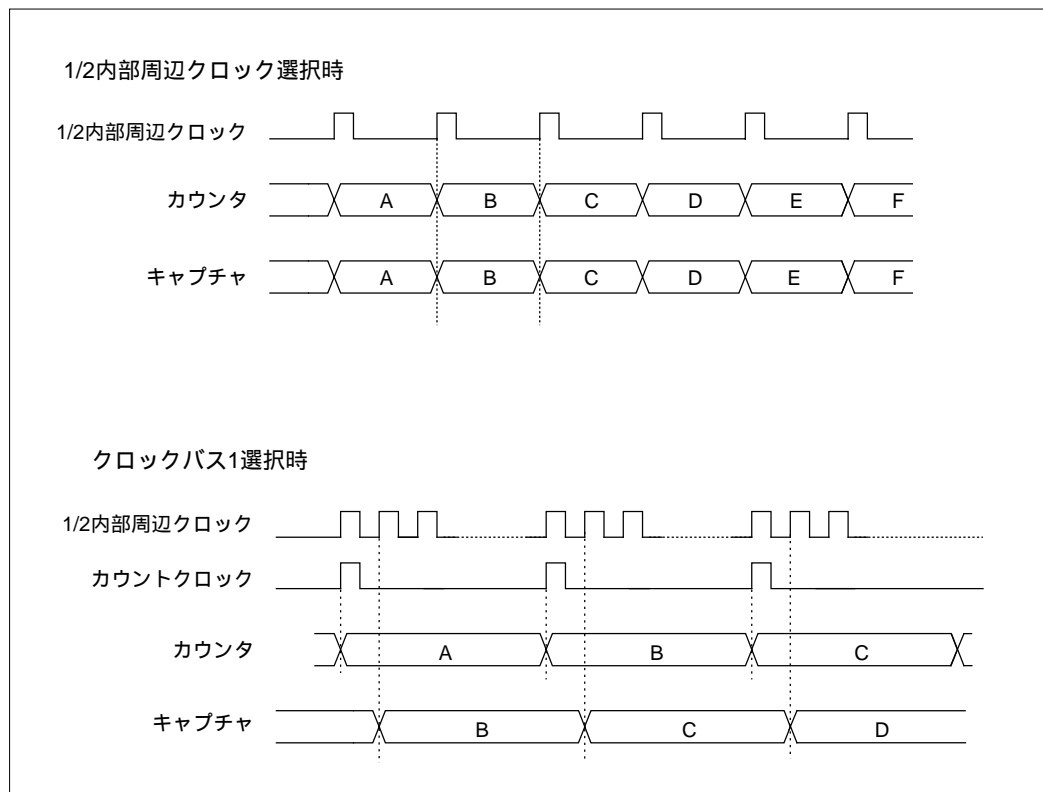 1/2内部周辺クロック選択時
1/2内部周辺クロック
カウンタ A B C D E F
キャプチャ A B C D E F
クロックバス1選択時
1/2内部周辺クロック
カウントクロック
カウンタ A B C
キャプチャ B C D